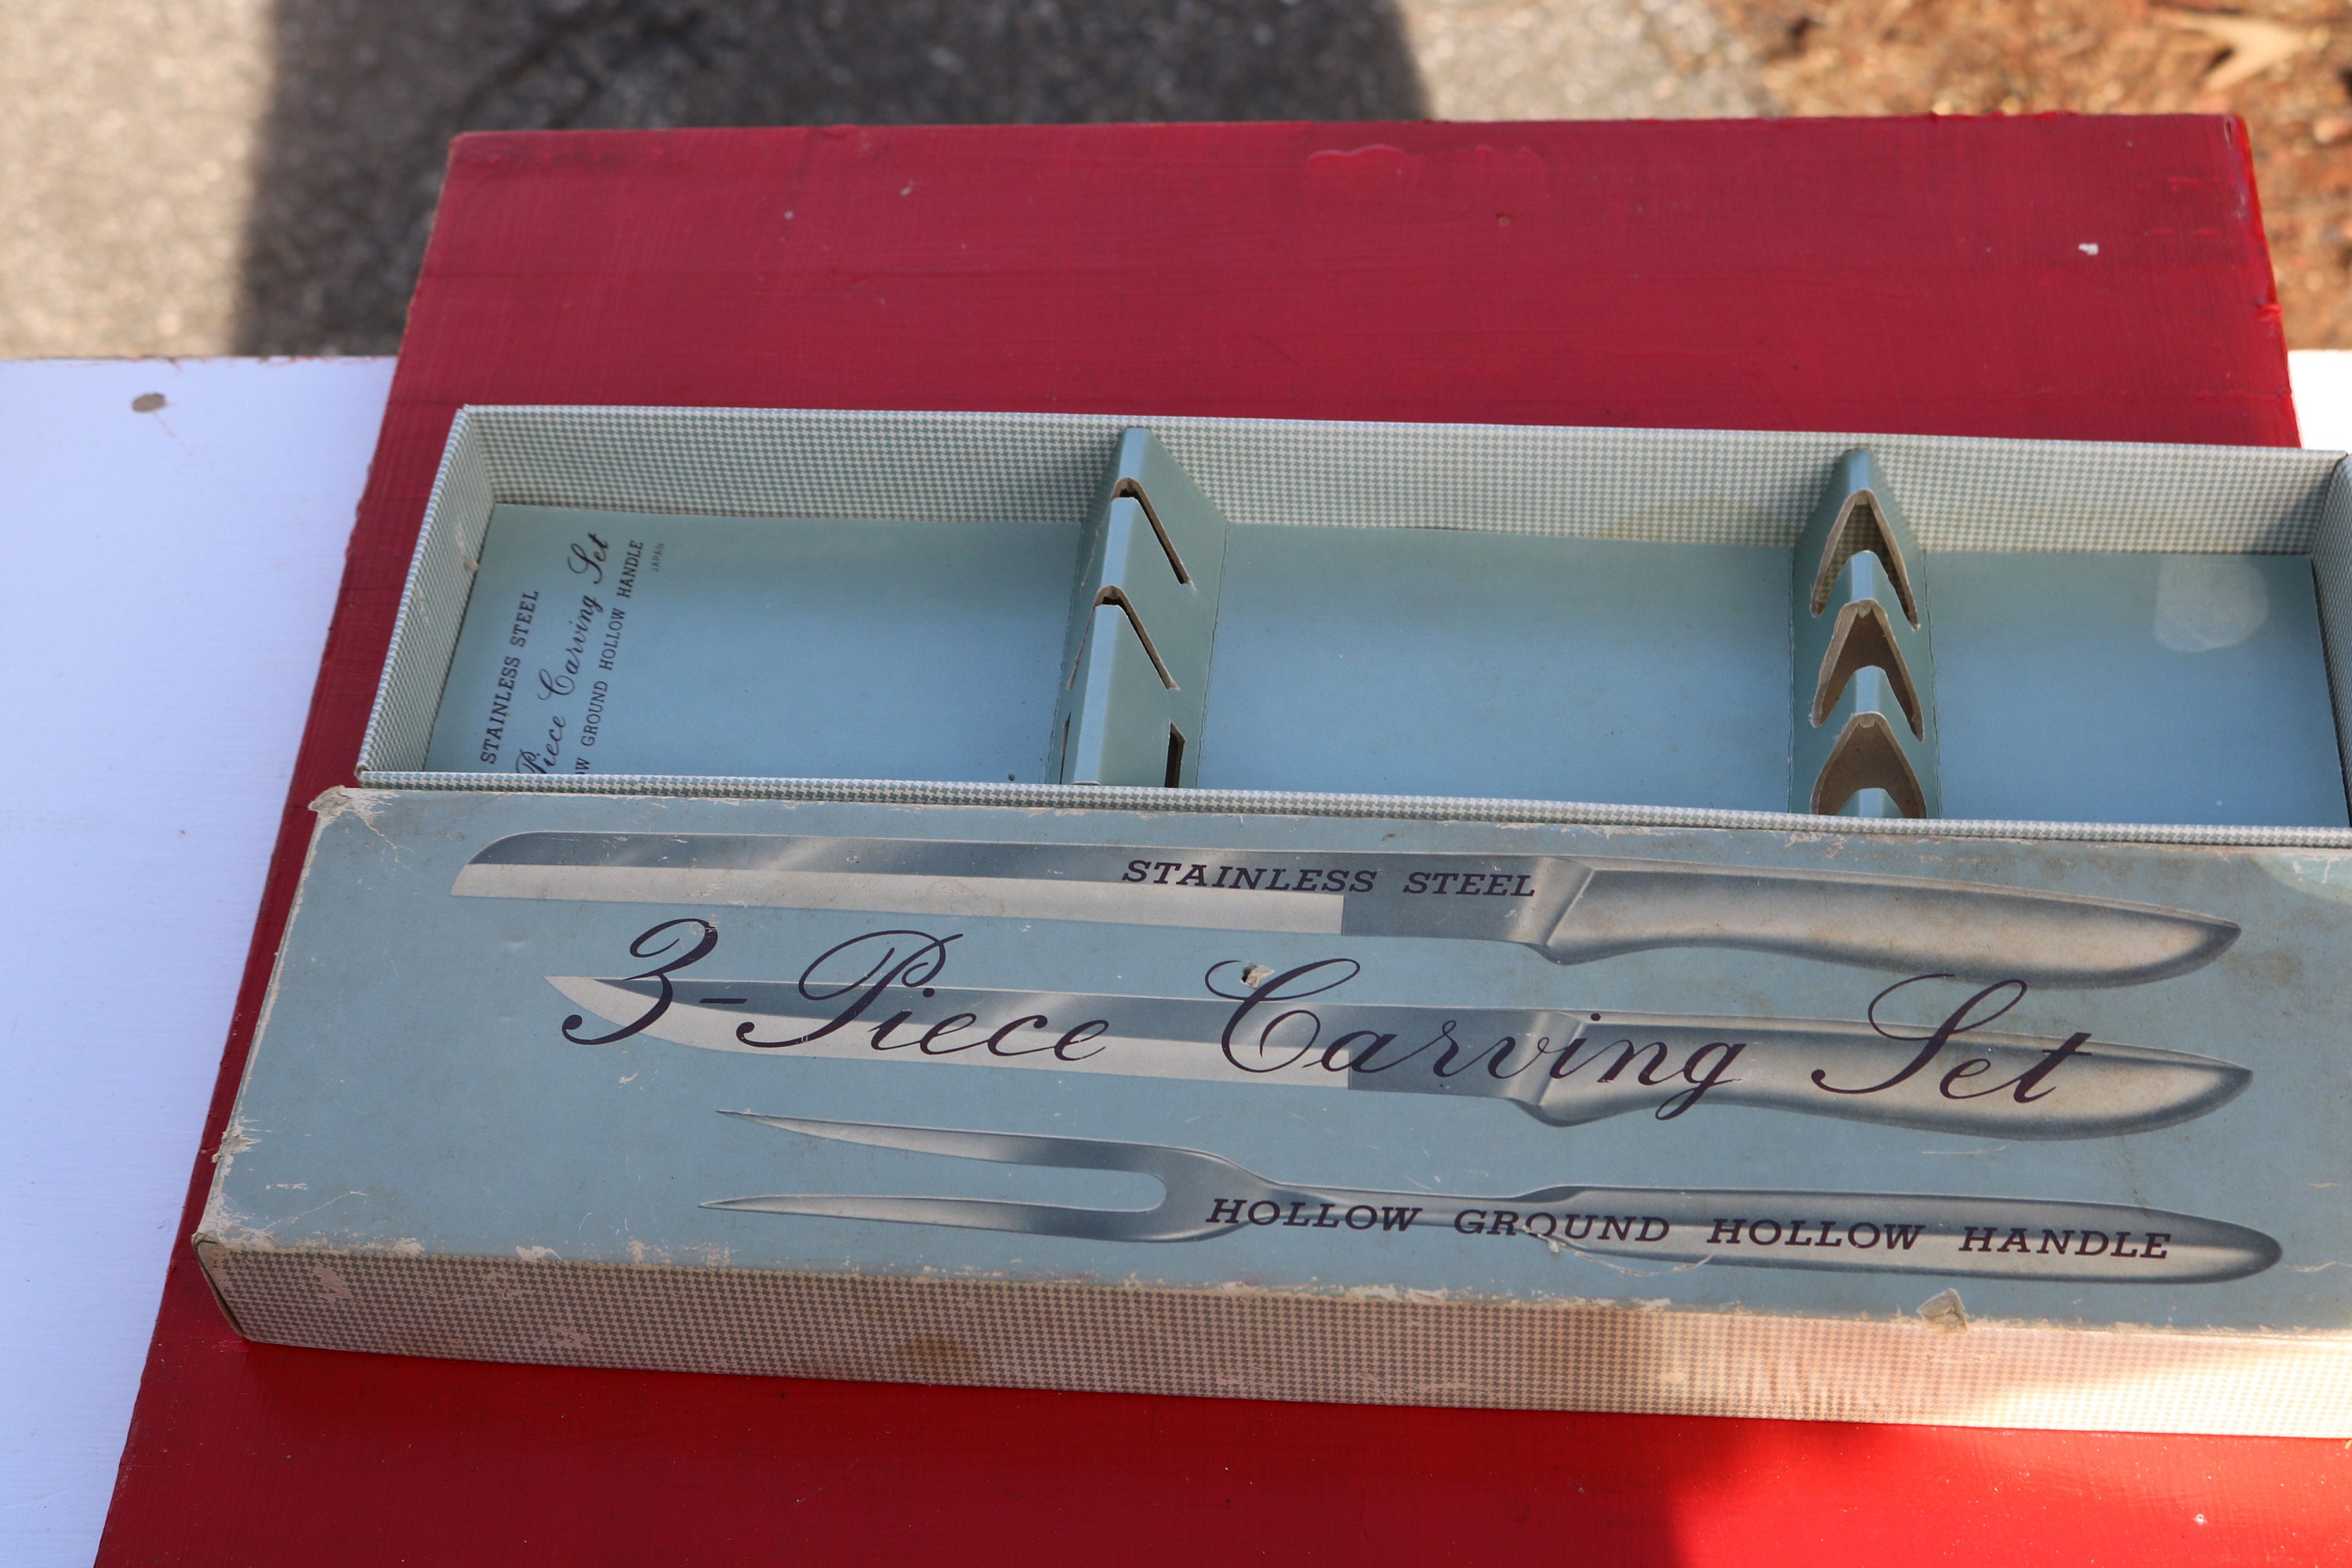 STAINLESS STEEL
Piece Carving Set
OW GROUND HOLLOW HANDLE
JAPAN
STAINLESS STEEL
3-Piece Carving Set
HOLLOW GROUND HOLLOW HANDLE